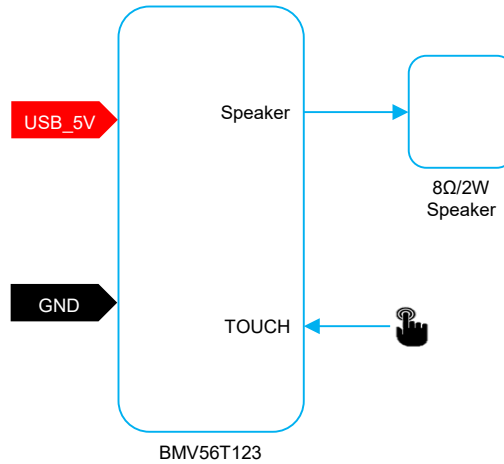 Speaker
USB_5V
8Ω/2W
Speaker
GND
TOUCH
BMV56T123